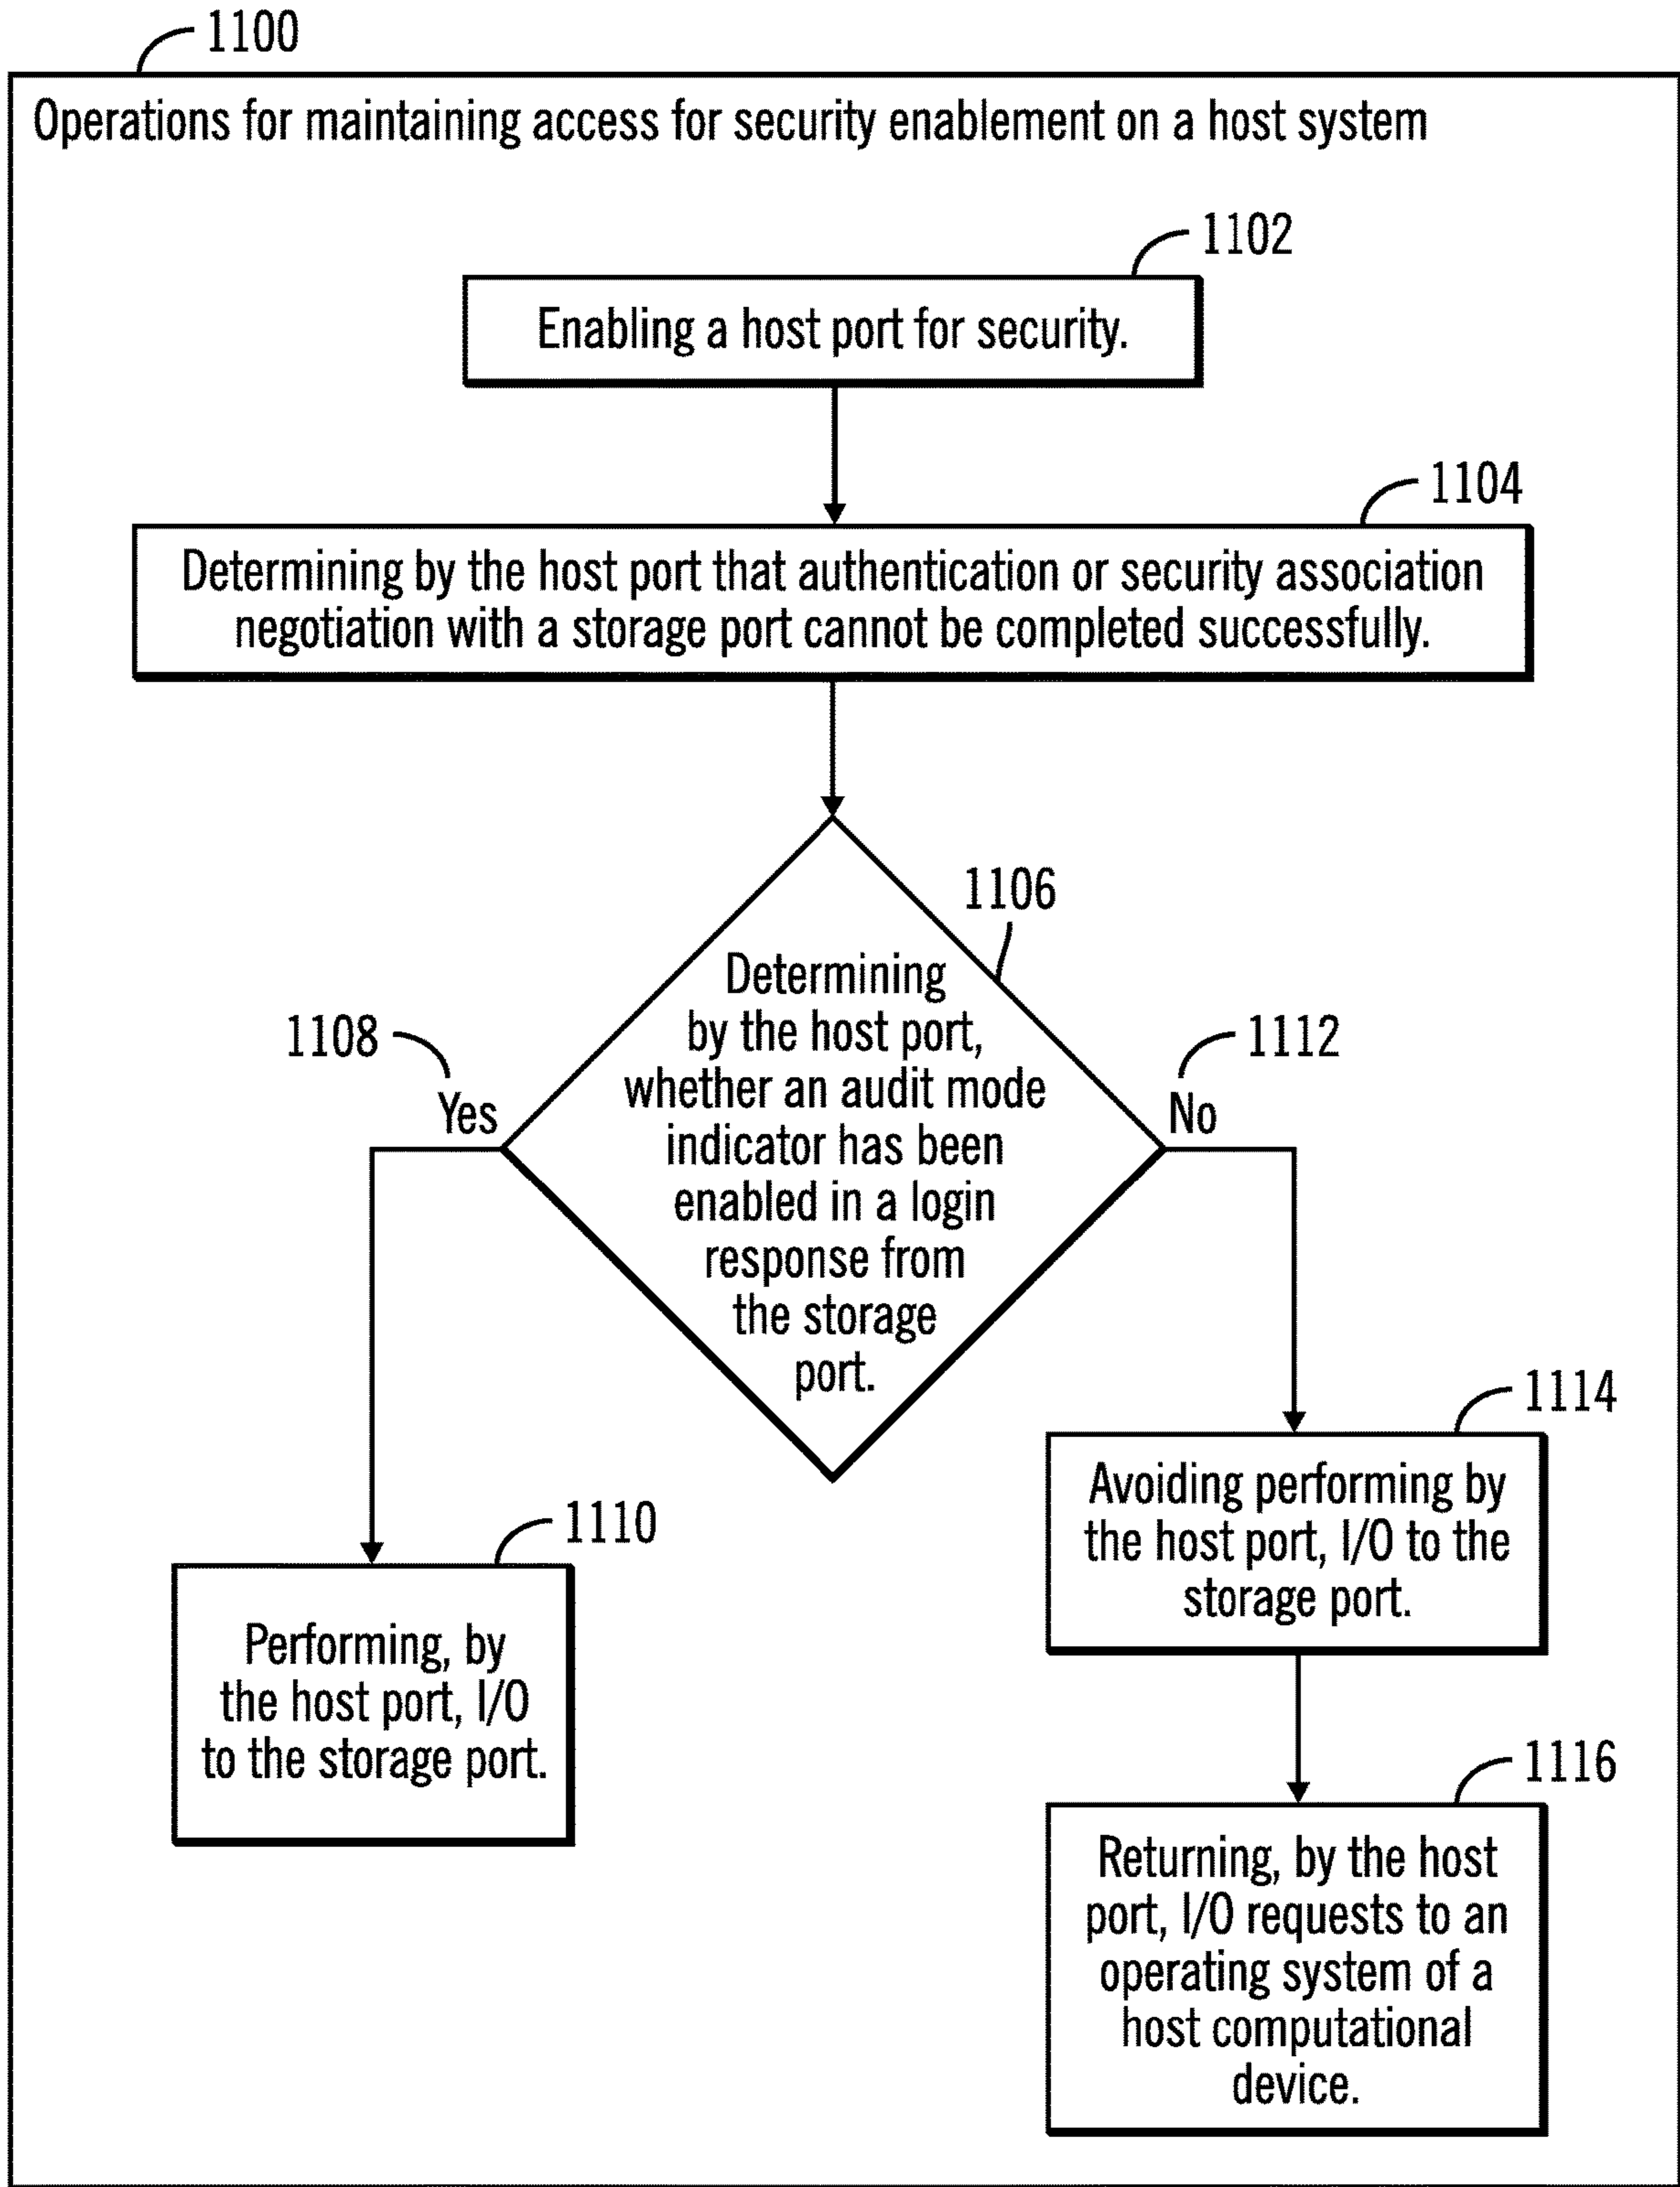 1100
Operations for maintaining access for security enablement on a host system
1102
Enabling a host port for security.
1104
Determining by the host port that authentication or security association
negotiation with a storage port cannot be completed successfully.
1106
Determining
by the host port,
whether an audit mode
indicator has been
enabled in a login
response from
the storage
port.
1108
Yes
1112
No
1110
Performing, by
the host port, I/O
to the storage port.
1114
Avoiding performing by
the host port, I/O to the
storage port.
1116
Returning, by the host
port, I/O requests to an
operating system of a
host computational
device.